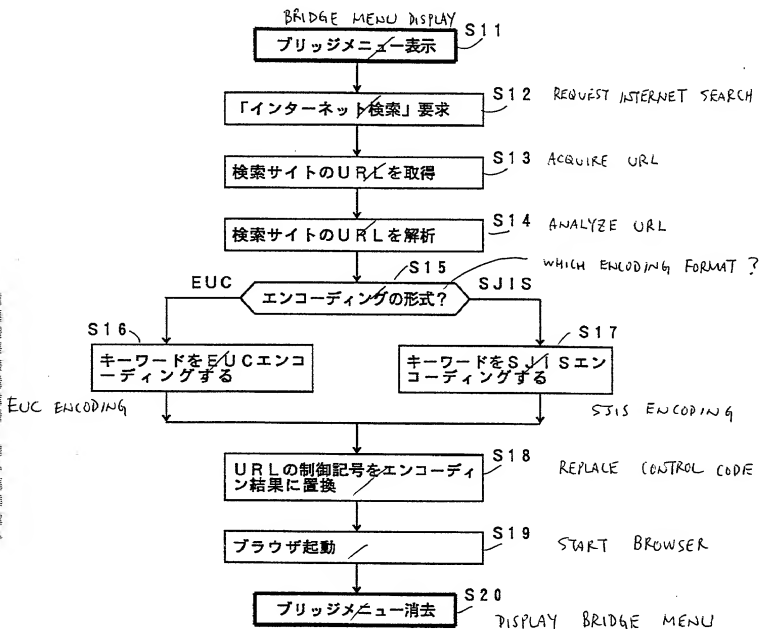 BRIDGE MENU DISPLAY
S11
ブリッジメニュー表示
S12
REQUEST INTERNET SEARCH
「インターネット検索」要求
S13
ACQUIRE URL
検索サイトのURLを取得
S14
ANALYZE URL
検索サイトのURLを解析
S15
WHICH ENCODING FORMAT ?
EUC
エンコーディングの形式?
SJIS
S16
S17
キーワードをEUCエンコ
ーディングする
キーワードをSJISエン
コーディングする
EUC ENCODING
SJIS ENCODING
S18
REPLACE CONTROL CODE
URLの制御記号をエンコーディ
ン結果に置換
S19
START BROWSER
ブラウザ起動
S20
ブリッジメニュー消去
DISPLAY BRIDGE MENU